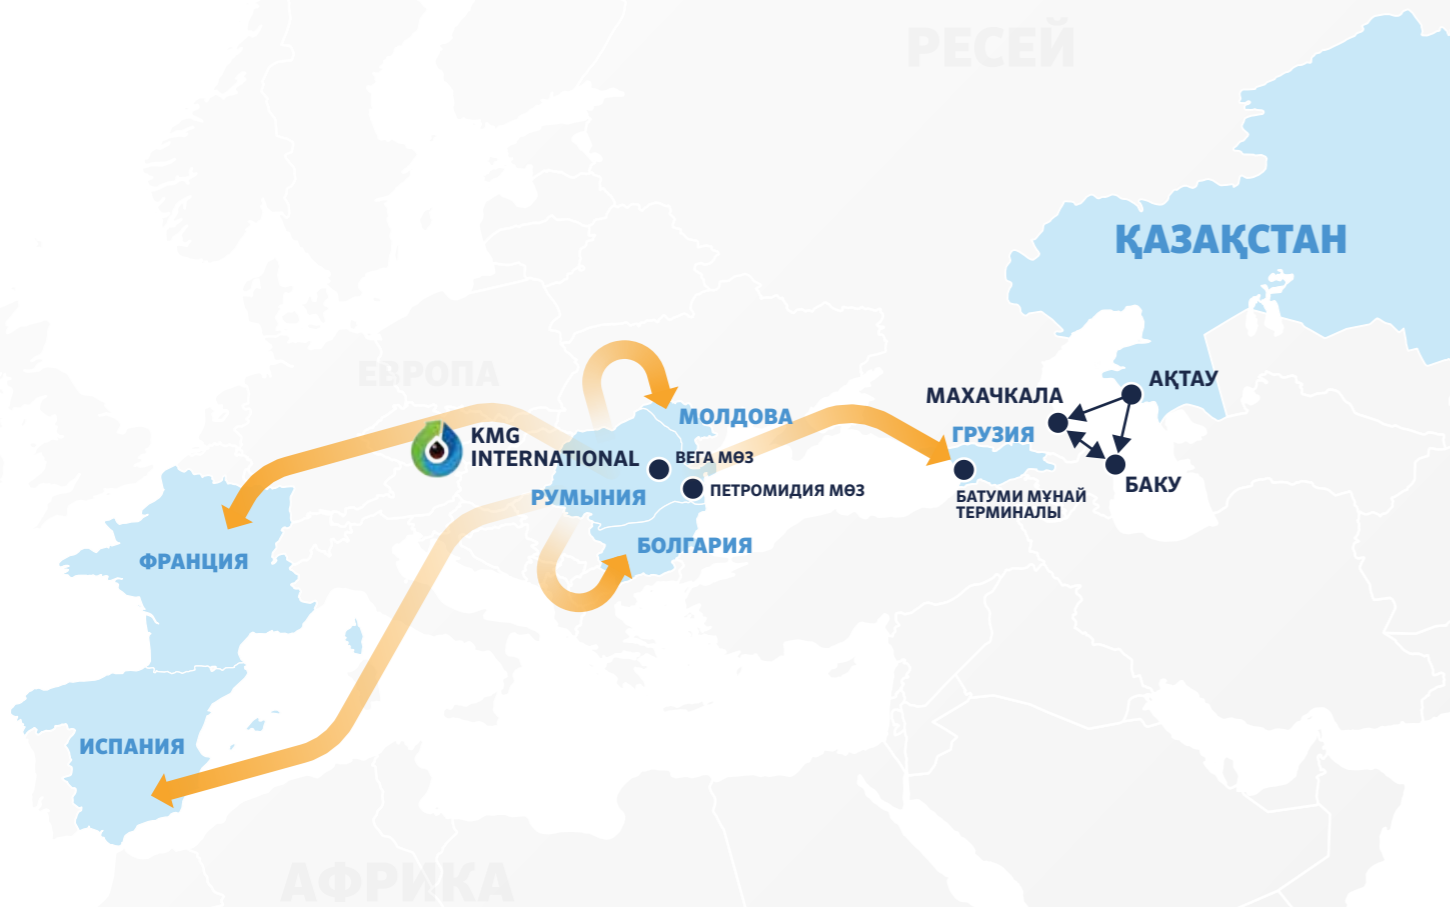 РЕСЕЙ
ҚАЗАҚСТАН
ЕВРОПА
АҚТАУ
МАХАЧКАЛА
МОЛДОВА
ГРУЗИЯ
KMG
INTERNATIONAL
ВЕГА МӨЗ
БАКУ
РУМЫНИЯ
ПЕТРОМИДИЯ МӨЗ
БАТУМИ МҰНАЙ
ТЕРМИНАЛЫ
БОЛГАРИЯ
ФРАНЦИЯ
ИСПАНИЯ
АФРИКА